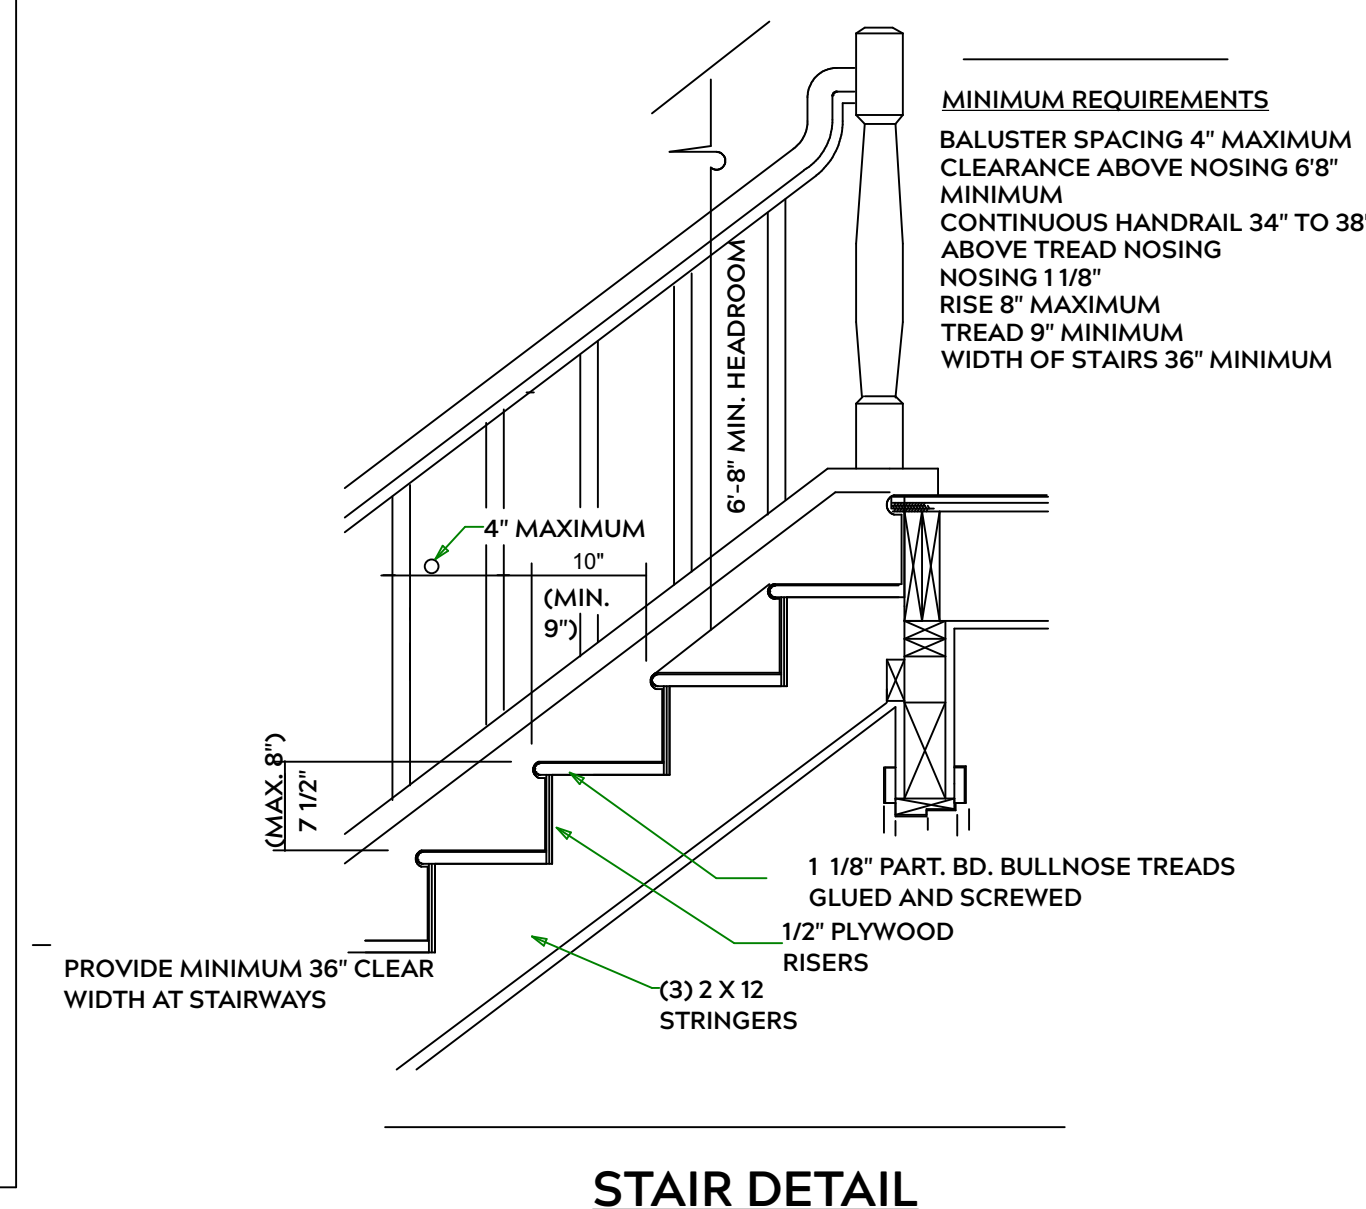 MINIMUM REQUIREMENTS
BALUSTER SPACING 4" MAXIMUM
CLEARANCE ABOVE NOSING 6'8"
MINIMUM
CONTINUOUS HANDRAIL 34" TO 38"
ABOVE TREAD NOSING
NOSING 1 1/8"
RISE 8" MAXIMUM
TREAD 9" MINIMUM
WIDTH OF STAIRS 36" MINIMUM
6'-8" MIN. HEADROOM
4" MAXIMUM
10"
(MIN.
9")
(MAX. 8")
7 1/2"
1 1/8" PART. BD. BULLNOSE TREADS
GLUED AND SCREWED
1/2" PLYWOOD
RISERS
(3) 2 X 12
STRINGERS
PROVIDE MINIMUM 36" CLEAR
WIDTH AT STAIRWAYS
STAIR DETAIL